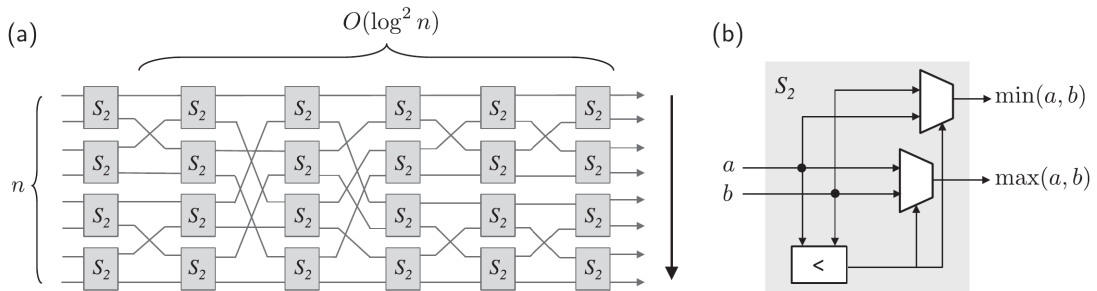 (a)
O(log² n)
n
S₂ S₂ S₂ S₂ S₂ S₂
S₂ S₂ S₂ S₂ S₂ S₂
S₂ S₂ S₂ S₂ S₂ S₂
S₂ S₂ S₂ S₂ S₂ S₂
(b)
S₂
min(a, b)
a
max(a, b)
b
<